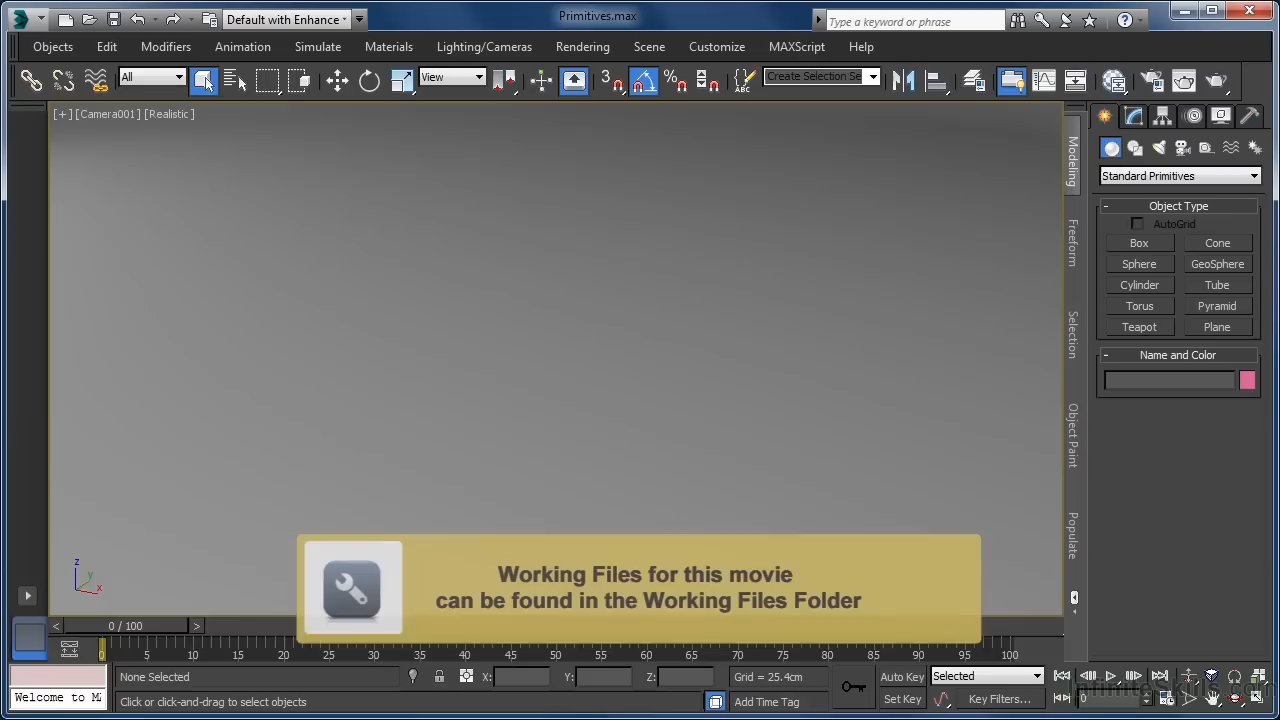 Default with Enhance
Primitives.max
Type a keyword or phrase
Objects Edit Modifiers Animation Simulate Materials Lighting/Cameras Rendering Scene Customize MAXScript Help
All
View
3
%
ABC
Create Selection Se
[+] [Camera001] [Realistic]
Modeling
Freeform
Selection
Object Paint
Populate
Standard Primitives
- Object Type
AutoGrid
Box Cone
Sphere GeoSphere
Cylinder Tube
Torus Pyramid
Teapot Plane
- Name and Color
z
y
x
Working Files for this movie
can be found in the Working Files Folder
< 0 / 100 >
0 5 10 15 20 25 30 35 40 45 50 55 60 65 70 75 80 85 90 95 100
None Selected X: Y: Z: Grid = 25.4cm Auto Key Selected
Welcome to MA Click or click-and-drag to select objects Add Time Tag Set Key Key Filters... 0